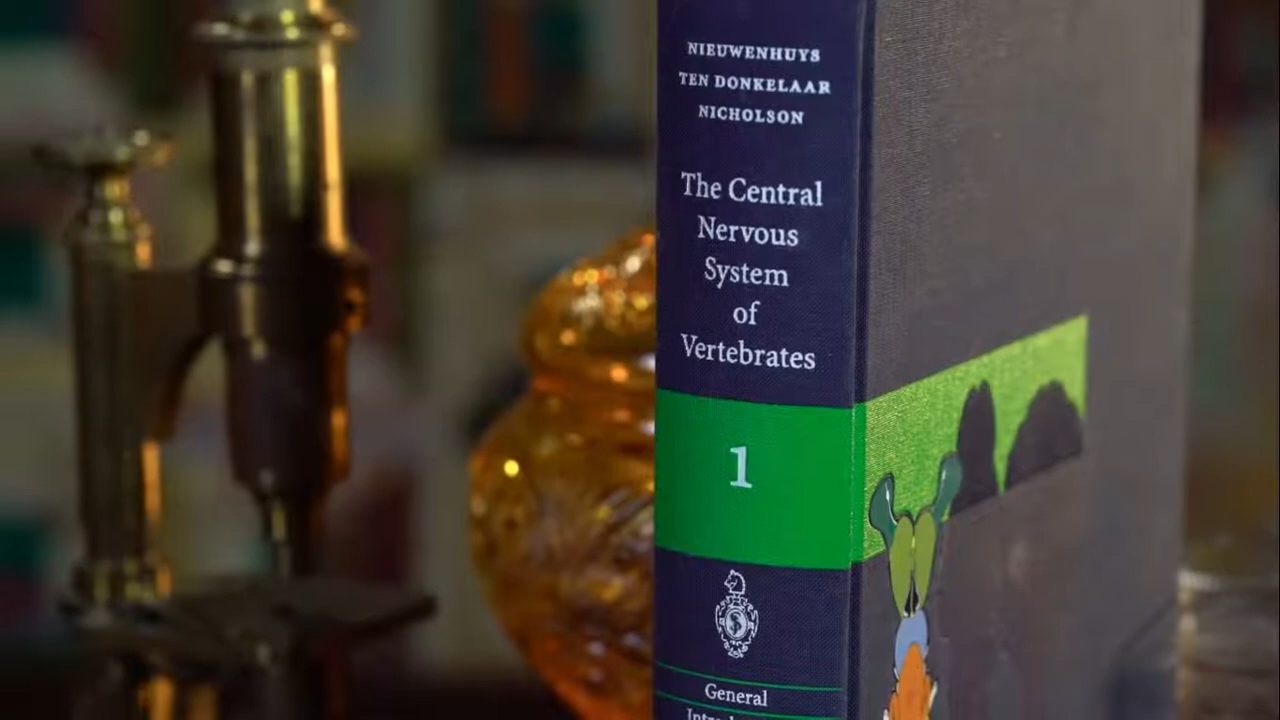 NIEUWENHUYS
TEN DONKELAAR
NICHOLSON
The Central
Nervous
System
of
Vertebrates
1
General